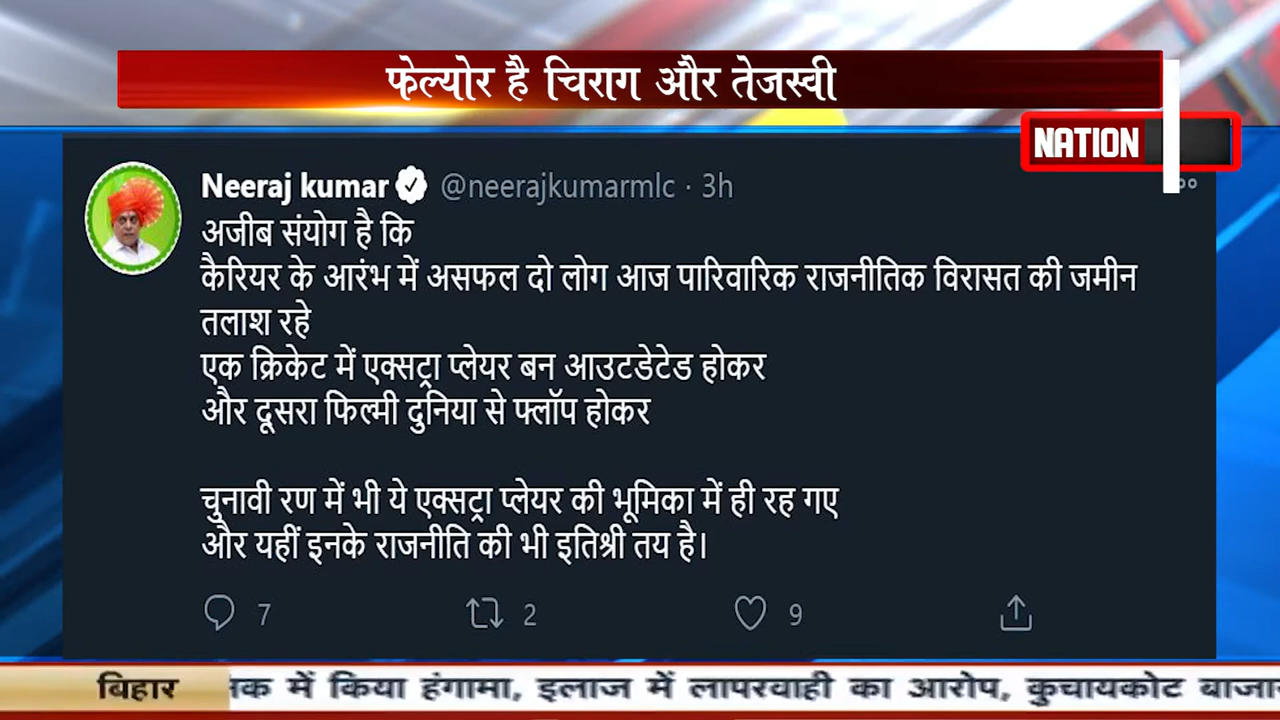 फेल्योर है चिराग और तेजस्वी
NATION
Neeraj kumar @neerajkumarmlc · 3h
अजीब संयोग है कि
कैरियर के आरंभ में असफल दो लोग आज पारिवारिक राजनीतिक विरासत की जमीन
तलाश रहे
एक क्रिकेट में एक्सट्रा प्लेयर बन आउटडेटेड होकर
और दूसरा फिल्मी दुनिया से फ्लॉप होकर
चुनावी रण में भी ये एक्सट्रा प्लेयर की भूमिका में ही रह गए
और यहीं इनके राजनीति की भी इतिश्री तय है।
7 2 9
बिहार में किया हंगामा, इलाज में लापरवाही का आरोप, कुचायकोट